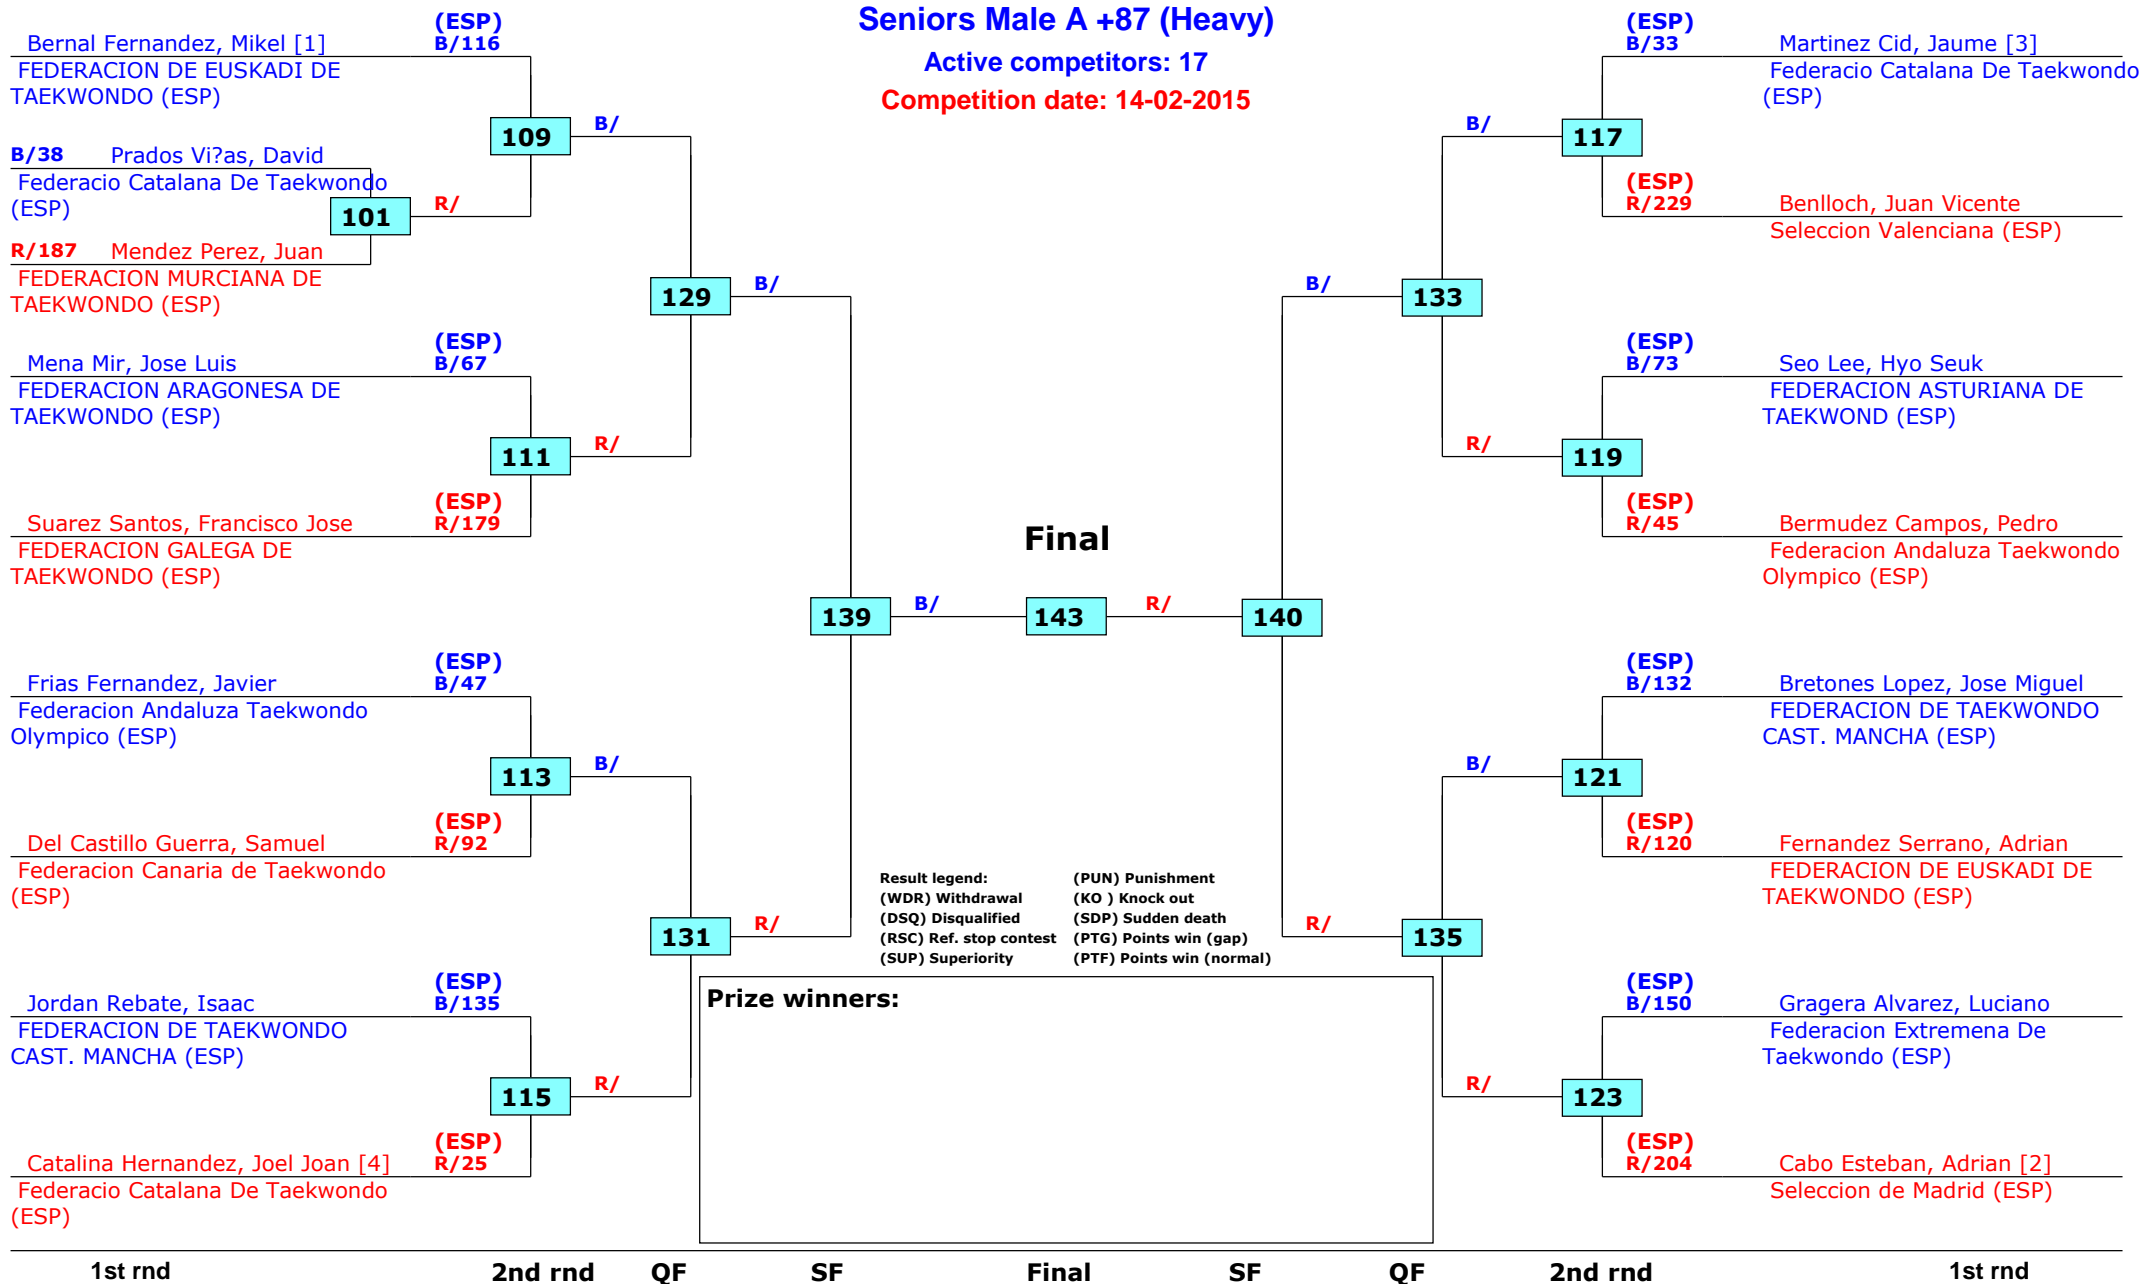 Seniors Male A +87 (Heavy)
Active competitors: 17
Competition date: 14-02-2015
(ESP)
Bernal Fernandez, Mikel [1] B/116
FEDERACION DE EUSKADI DE
TAEKWONDO (ESP)
109 B/
B/38 Prados Vi?as, David
Federacio Catalana De Taekwondo
(ESP)
101 R/
R/187 Mendez Perez, Juan
FEDERACION MURCIANA DE
TAEKWONDO (ESP)
129 B/
(ESP)
Mena Mir, Jose Luis B/67
FEDERACION ARAGONESA DE
TAEKWONDO (ESP)
111 R/
(ESP)
Suarez Santos, Francisco Jose R/179
FEDERACION GALEGA DE
TAEKWONDO (ESP)
139 B/
(ESP)
Frias Fernandez, Javier B/47
Federacion Andaluza Taekwondo
Olympico (ESP)
113 B/
(ESP)
Del Castillo Guerra, Samuel R/92
Federacion Canaria de Taekwondo
(ESP)
131 R/
(ESP)
Jordan Rebate, Isaac B/135
FEDERACION DE TAEKWONDO
CAST. MANCHA (ESP)
115 R/
(ESP)
Catalina Hernandez, Joel Joan [4] R/25
Federacio Catalana De Taekwondo
(ESP)
Final
143 R/
(ESP)
B/33 Martinez Cid, Jaume [3]
Federacio Catalana De Taekwondo
(ESP)
B/ 117
(ESP)
R/229 Benlloch, Juan Vicente
Seleccion Valenciana (ESP)
B/ 133
(ESP)
B/73 Seo Lee, Hyo Seuk
FEDERACION ASTURIANA DE
TAEKWOND (ESP)
R/ 119
(ESP)
R/45 Bermudez Campos, Pedro
Federacion Andaluza Taekwondo
Olympico (ESP)
140
(ESP)
B/132 Bretones Lopez, Jose Miguel
FEDERACION DE TAEKWONDO
CAST. MANCHA (ESP)
B/ 121
(ESP)
R/120 Fernandez Serrano, Adrian
FEDERACION DE EUSKADI DE
TAEKWONDO (ESP)
R/ 135
(ESP)
B/150 Gragera Alvarez, Luciano
Federacion Extremena De
Taekwondo (ESP)
R/ 123
(ESP)
R/204 Cabo Esteban, Adrian [2]
Seleccion de Madrid (ESP)
Result legend: (PUN) Punishment
(WDR) Withdrawal (KO ) Knock out
(DSQ) Disqualified (SDP) Sudden death
(RSC) Ref. stop contest (PTG) Points win (gap)
(SUP) Superiority (PTF) Points win (normal)
Prize winners:
1st rnd 2nd rnd QF SF Final SF QF 2nd rnd 1st rnd